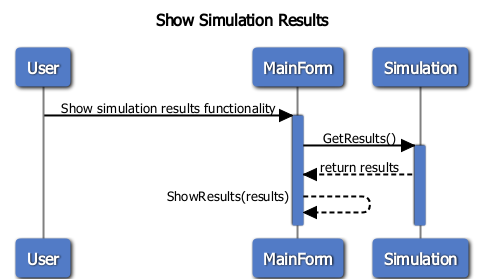 Show Simulation Results
User
MainForm
Simulation
Show simulation results functionality
GetResults()
return results
ShowResults(results)
User
MainForm
Simulation